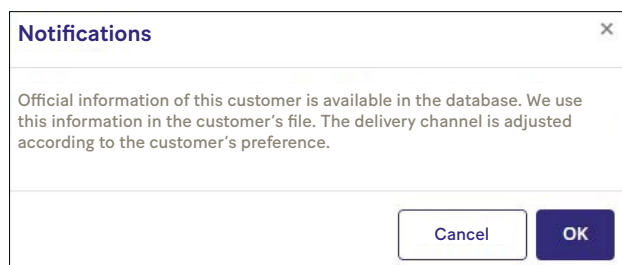 Notifications
×
Official information of this customer is available in the database. We use
this information in the customer's file. The delivery channel is adjusted
according to the customer's preference.
Cancel
OK